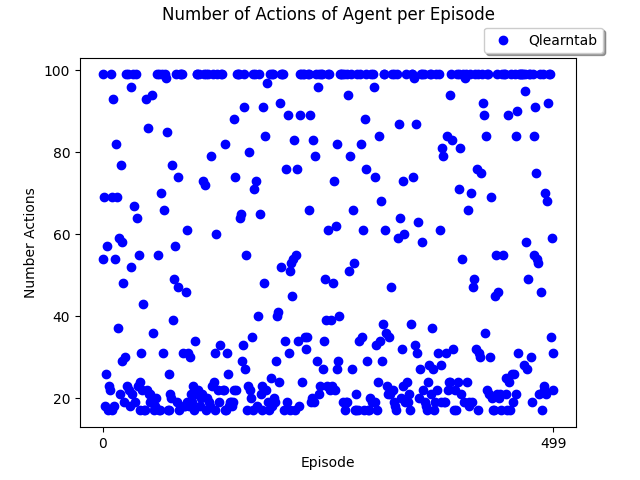 Number of Actions of Agent per Episode
Qlearntab
100
80
60
40
20
Number Actions
0
499
Episode